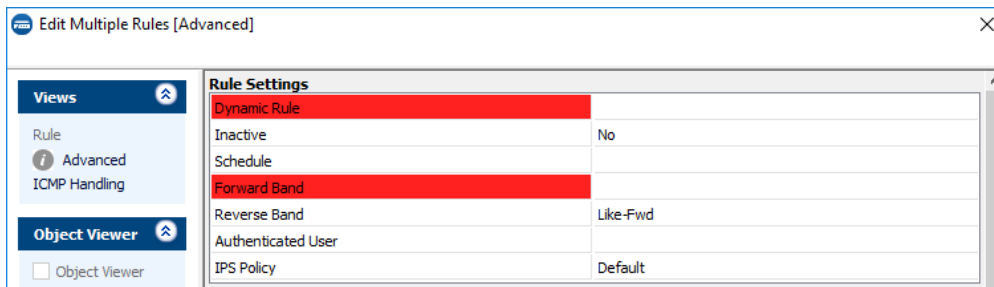 Edit Multiple Rules [Advanced]
Views
Rule
Advanced
ICMP Handling
Object Viewer
Object Viewer
Rule Settings
Dynamic Rule
Inactive No
Schedule
Forward Band
Reverse Band Like-Fwd
Authenticated User
IPS Policy Default